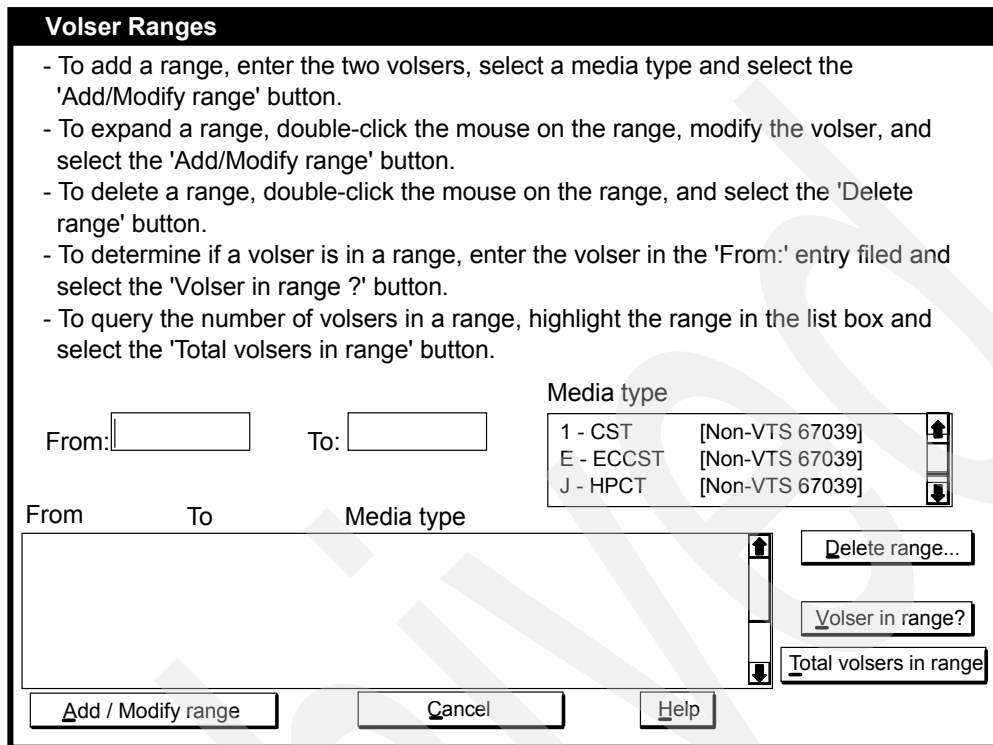 Volser Ranges
- To add a range, enter the two volsers, select a media type and select the
'Add/Modify range' button.
- To expand a range, double-click the mouse on the range, modify the volser, and
select the 'Add/Modify range' button.
- To delete a range, double-click the mouse on the range, and select the 'Delete
range' button.
- To determine if a volser is in a range, enter the volser in the 'From:' entry filed and
select the 'Volser in range ?' button.
- To query the number of volsers in a range, highlight the range in the list box and
select the 'Total volsers in range' button.
Media type
From: To:
1 - CST [Non-VTS 67039]
E - ECCST [Non-VTS 67039]
J - HPCT [Non-VTS 67039]
From To Media type
Delete range...
Volser in range?
Total volsers in range
Add / Modify range Cancel Help